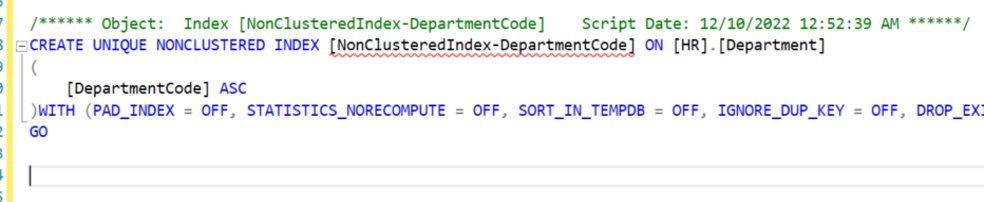 /****** Object:  Index [NonClusteredIndex-DepartmentCode]    Script Date: 12/10/2022 12:52:39 AM ******/
CREATE UNIQUE NONCLUSTERED INDEX [NonClusteredIndex-DepartmentCode] ON [HR].[Department]
(
    [DepartmentCode] ASC
)WITH (PAD_INDEX = OFF, STATISTICS_NORECOMPUTE = OFF, SORT_IN_TEMPDB = OFF, IGNORE_DUP_KEY = OFF,
GO